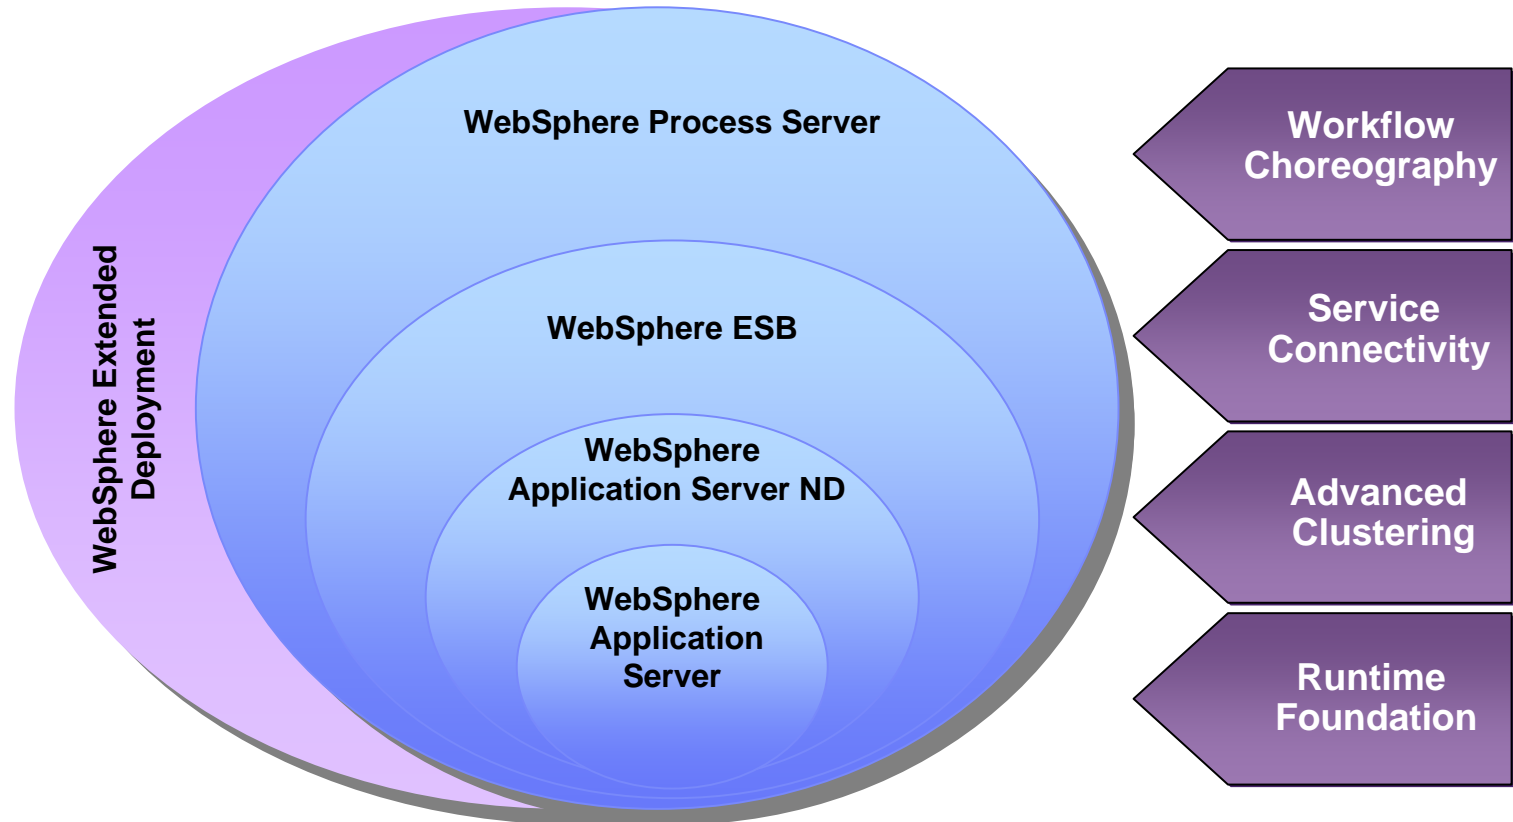 WebSphere Process Server
WebSphere ESB
WebSphere
Application Server ND
WebSphere
Application
Server
WebSphere Extended
Deployment
Workflow
Choreography
Service
Connectivity
Advanced
Clustering
Runtime
Foundation